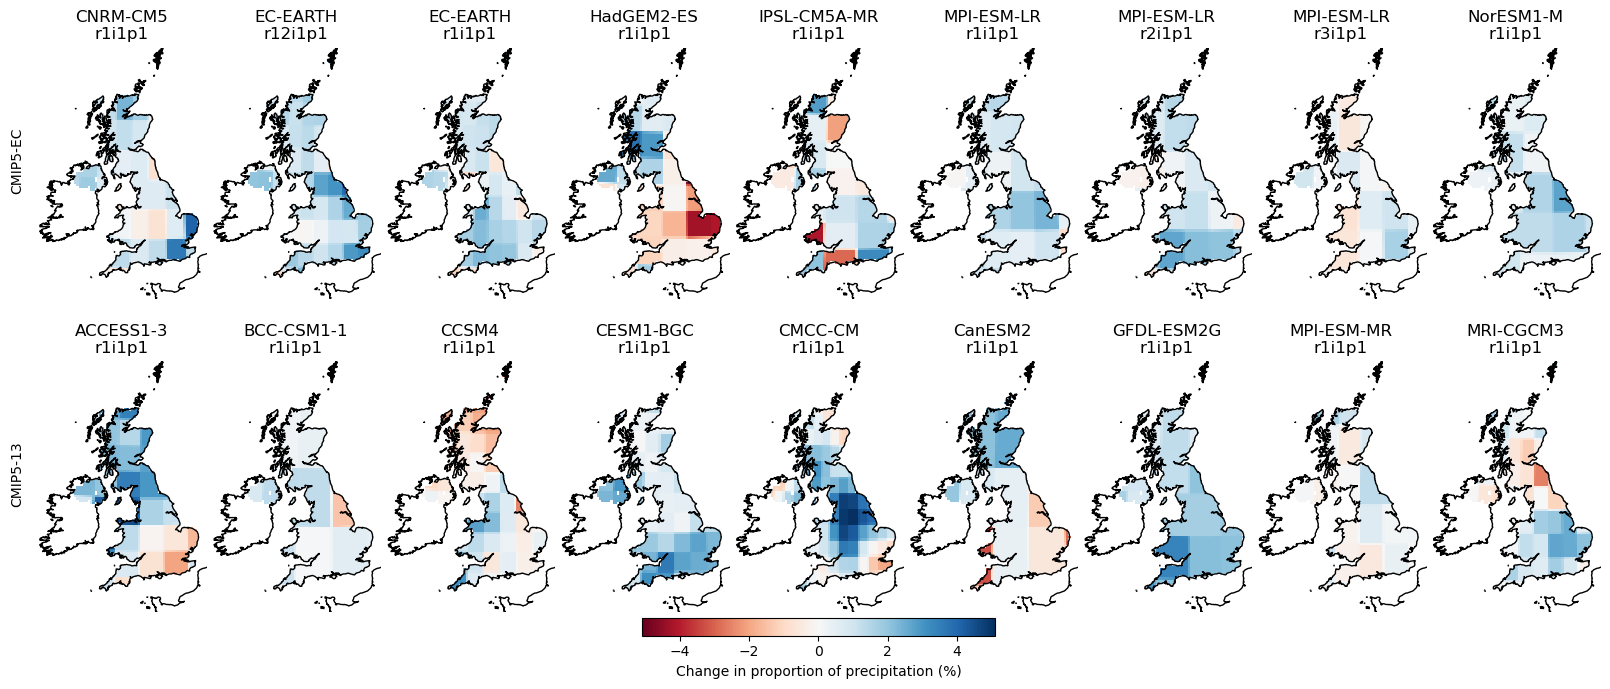 CNRM-CM5 EC-EARTH EC-EARTH HadGEM2-ES IPSL-CM5A-MR MPI-ESM-LR MPI-ESM-LR MPI-ESM-LR NorESM1-M
r1i1p1 r12i1p1 r1i1p1 r1i1p1 r1i1p1 r1i1p1 r2i1p1 r3i1p1 r1i1p1
CMIP5-EC
ACCESS1-3 BCC-CSM1-1 CCSM4 CESM1-BGC CMCC-CM CanESM2 GFDL-ESM2G MPI-ESM-MR MRI-CGCM3
r1i1p1 r1i1p1 r1i1p1 r1i1p1 r1i1p1 r1i1p1 r1i1p1 r1i1p1 r1i1p1
CMIP5-13
−4 −2 0 2 4
Change in proportion of precipitation (%)